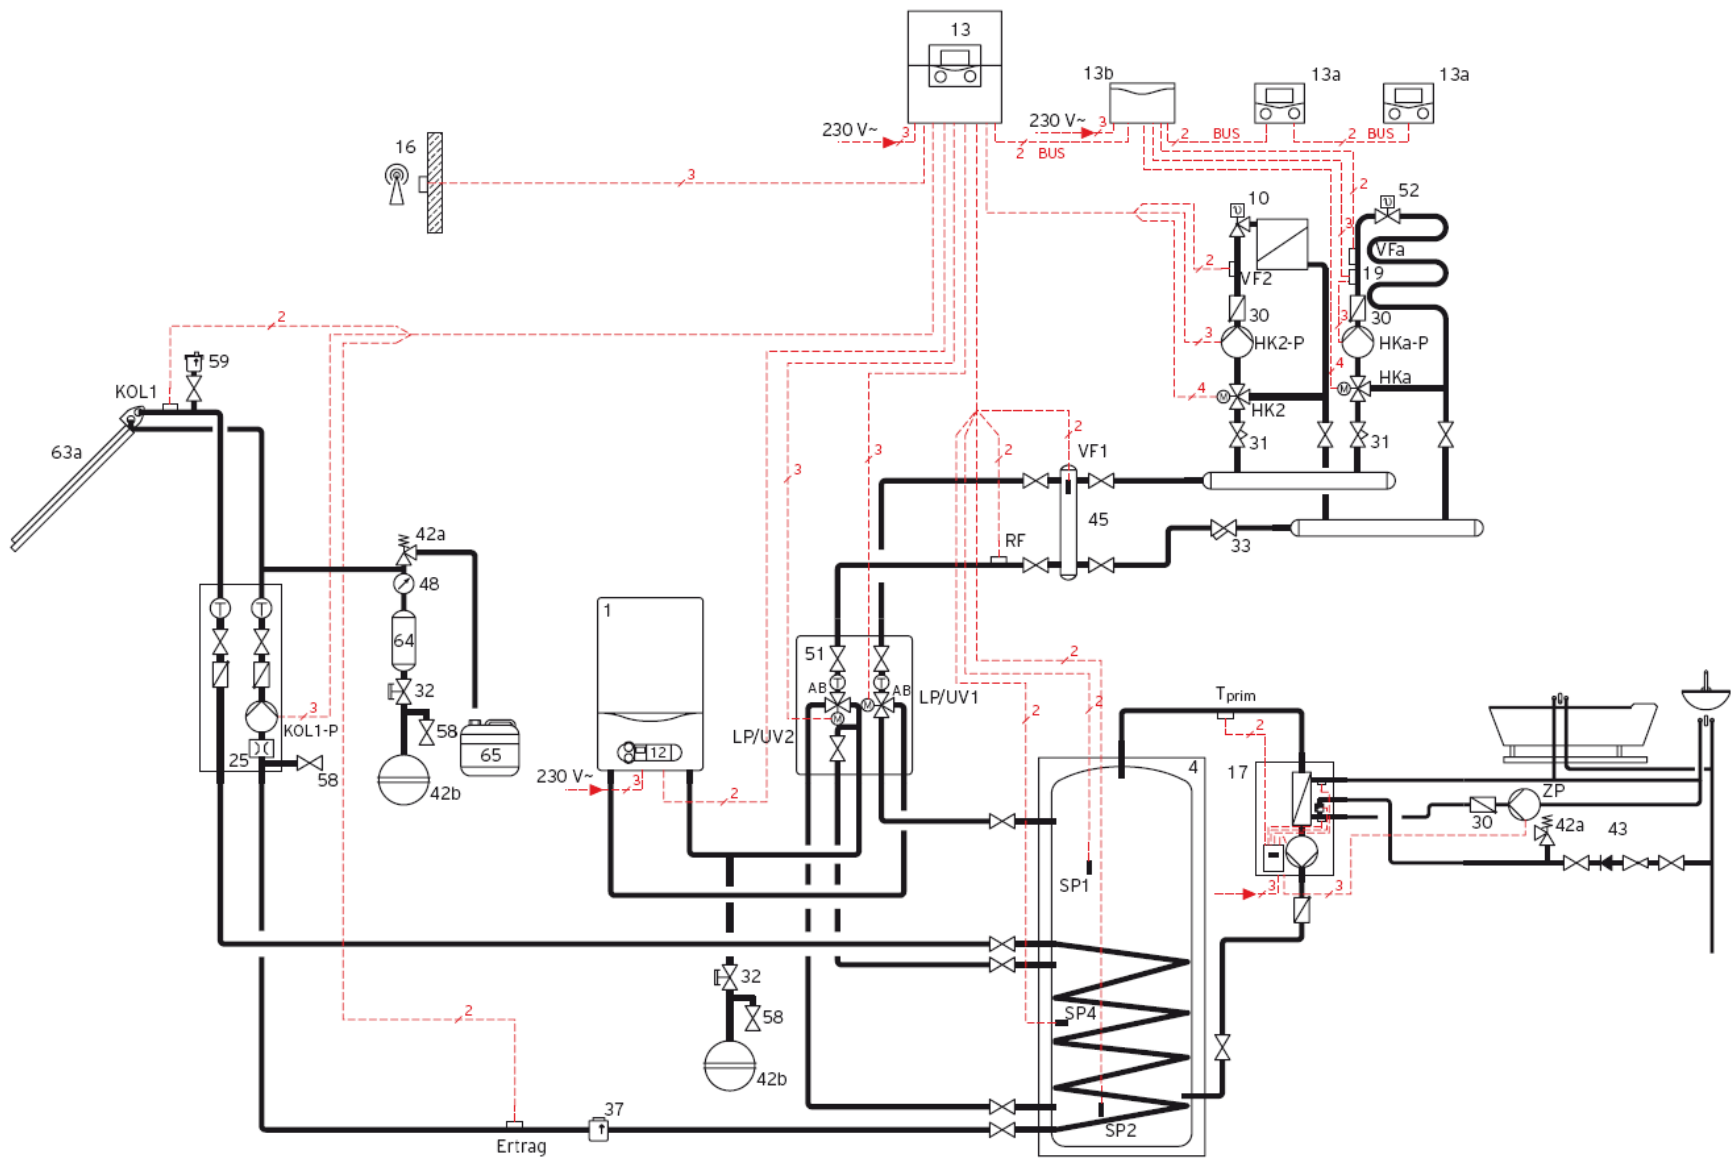 13
13b
13a
13a
230 V~
3
230 V~
3
2
BUS
2
BUS
2
BUS
16
3
2
10
52
3
2
VF2
VFa
19
3
30
30
3
HK2-P
HKa-P
4
4
HK2
HKa
31
31
2
59
KOL1
63a
2
2
VF1
3
3
45
RF
33
42a
48
64
32
58
65
42b
3
KOL1-P
25
58
1
12
230 V~
3
2
51
AB
AB
LP/UV1
LP/UV2
2
2
2
Tprim
2
4
17
ZP
30
42a
43
3
3
SP1
SP4
SP2
32
58
42b
2
37
Ertrag